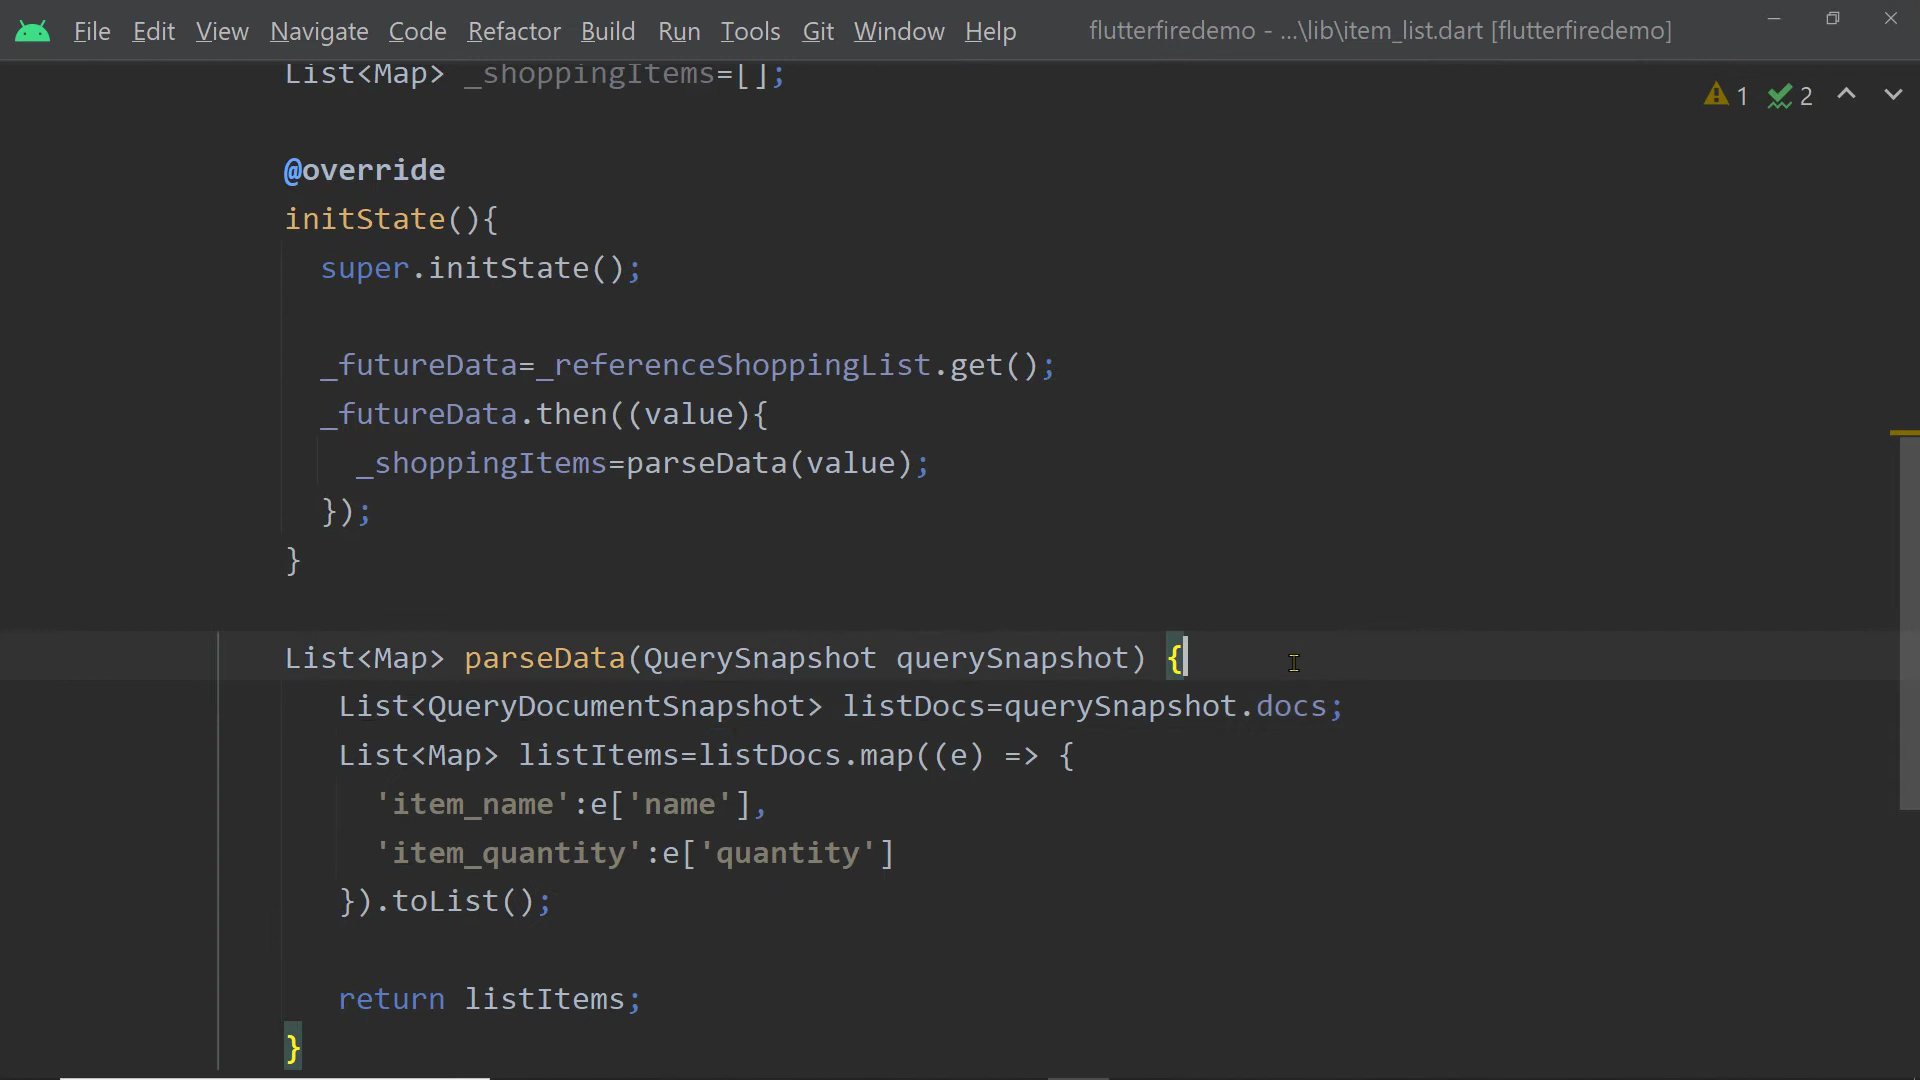 File Edit View Navigate Code Refactor Build Run Tools Git Window Help flutterfiredemo - ...\lib\item_list.dart [flutterfiredemo]
List<Map> _shoppingItems=[];
1 2
@override
initState(){
super.initState();
_futureData=_referenceShoppingList.get();
_futureData.then((value){
_shoppingItems=parseData(value);
});
}
List<Map> parseData(QuerySnapshot querySnapshot) {
List<QueryDocumentSnapshot> listDocs=querySnapshot.docs;
List<Map> listItems=listDocs.map((e) => {
'item_name':e['name'],
'item_quantity':e['quantity']
}).toList();
return listItems;
}